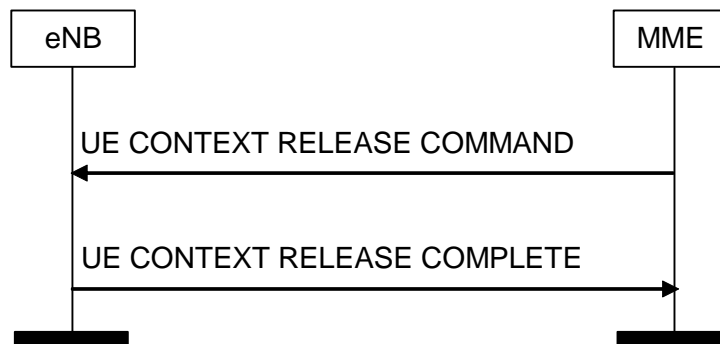 eNB
MME
UE CONTEXT RELEASE COMMAND
UE CONTEXT RELEASE COMPLETE